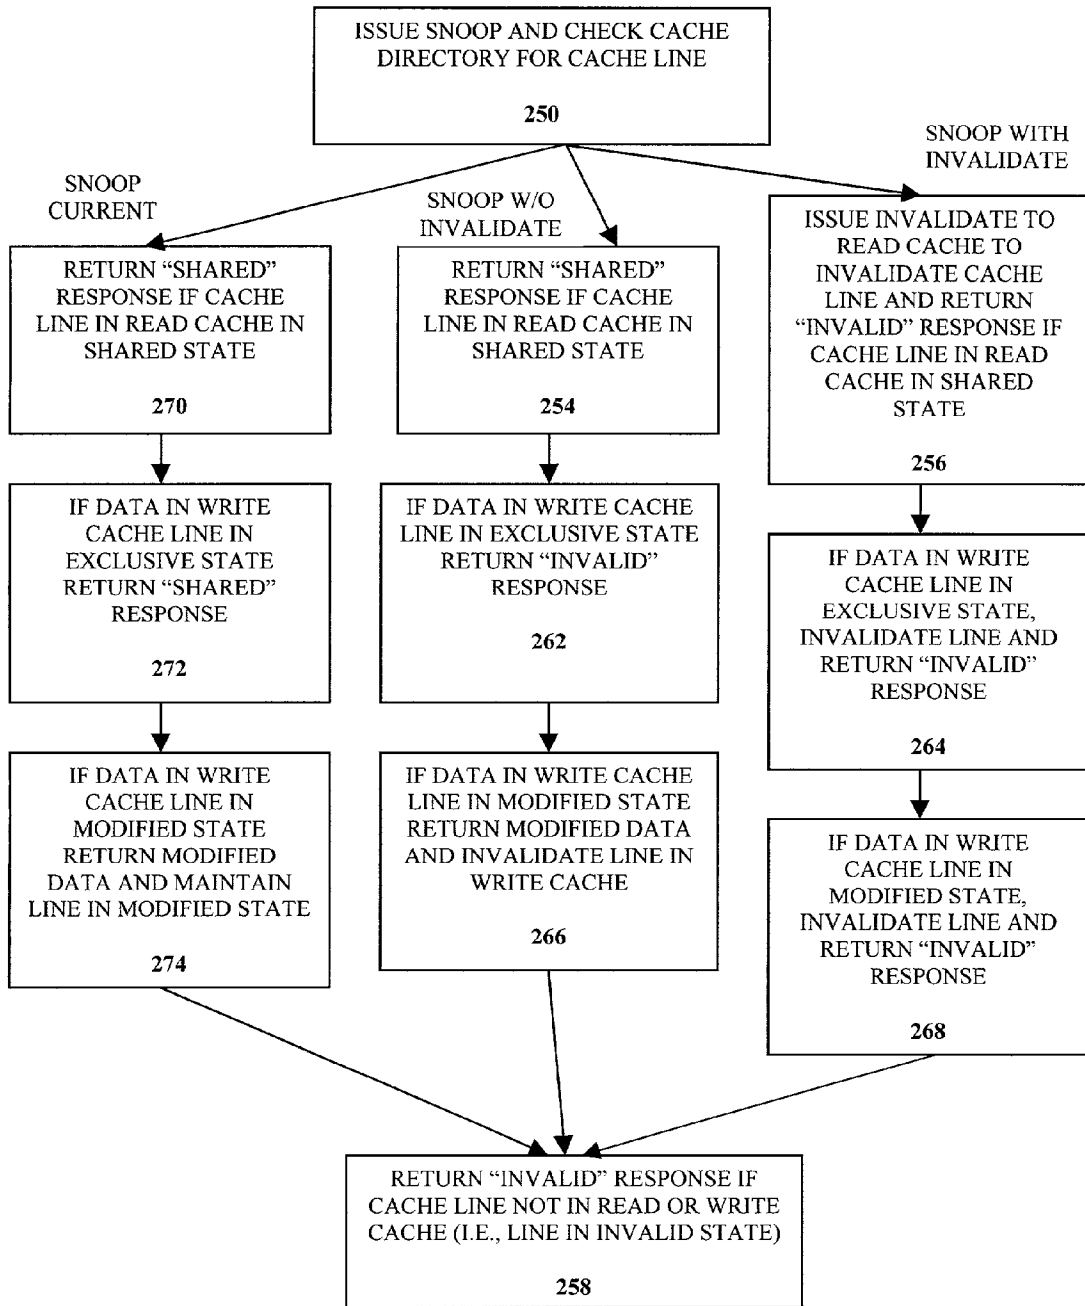 ISSUE SNOOP AND CHECK CACHE
DIRECTORY FOR CACHE LINE
250
SNOOP
CURRENT
SNOOP W/O
INVALIDATE
SNOOP WITH
INVALIDATE
RETURN “SHARED”
RESPONSE IF CACHE
LINE IN READ CACHE IN
SHARED STATE
270
RETURN “SHARED”
RESPONSE IF CACHE
LINE IN READ CACHE IN
SHARED STATE
254
ISSUE INVALIDATE TO
READ CACHE TO
INVALIDATE CACHE
LINE AND RETURN
“INVALID” RESPONSE IF
CACHE LINE IN READ
CACHE IN SHARED
STATE
256
IF DATA IN WRITE
CACHE LINE IN
EXCLUSIVE STATE
RETURN “SHARED”
RESPONSE
272
IF DATA IN WRITE CACHE
LINE IN EXCLUSIVE STATE
RETURN “INVALID”
RESPONSE
262
IF DATA IN WRITE
CACHE LINE IN
EXCLUSIVE STATE,
INVALIDATE LINE AND
RETURN “INVALID”
RESPONSE
264
IF DATA IN WRITE
CACHE LINE IN
MODIFIED STATE
RETURN MODIFIED
DATA AND MAINTAIN
LINE IN MODIFIED STATE
274
IF DATA IN WRITE CACHE
LINE IN MODIFIED STATE
RETURN MODIFIED DATA
AND INVALIDATE LINE IN
WRITE CACHE
266
IF DATA IN WRITE
CACHE LINE IN
MODIFIED STATE,
INVALIDATE LINE AND
RETURN “INVALID”
RESPONSE
268
RETURN “INVALID” RESPONSE IF
CACHE LINE NOT IN READ OR WRITE
CACHE (I.E., LINE IN INVALID STATE)
258